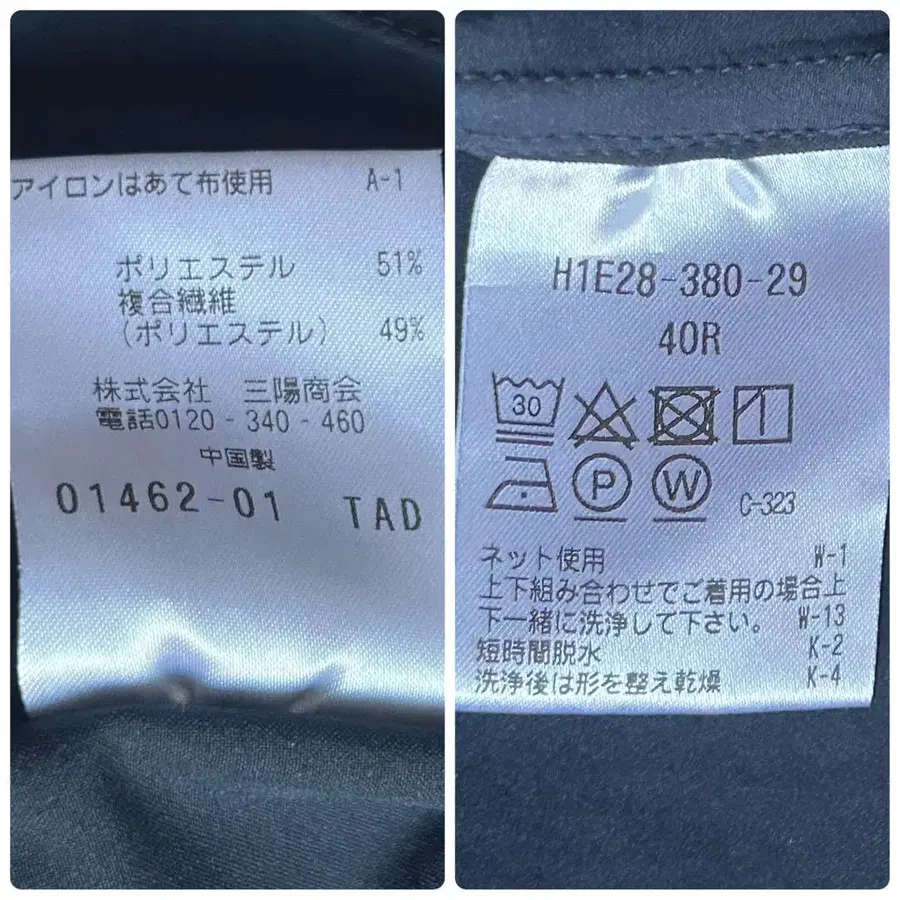 アイロンはあて布使用 A-1
ポリエステル 51%
複合繊維
(ポリエステル) 49%
株式会社 三陽商会
電話0120-340-460
中国製
01462-01 TAD
H1E28-380-29
40R
30
P W C-323
ネット使用 W-1
上下組み合わせでご着用の場合上
下一緒に洗浄して下さい。 W-13
短時間脱水 K-2
洗浄後は形を整え乾燥 K-4